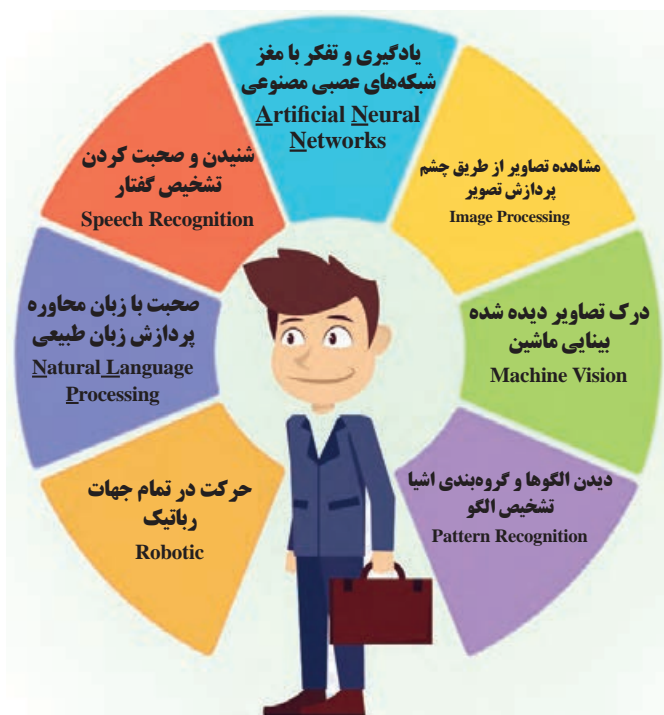 یادگیری و تفکر با مغز
شبکه‌های عصبی مصنوعی
Artificial Neural
Networks
مشاهده تصاویر از طریق چشم
پردازش تصویر
Image Processing
درک تصاویر دیده شده
بینایی ماشین
Machine Vision
دیدن الگوها و گروه‌بندی اشیا
تشخیص الگو
Pattern Recognition
شنیدن و صحبت کردن
تشخیص گفتار
Speech Recognition
صحبت با زبان محاوره
پردازش زبان طبیعی
Natural Language
Processing
حرکت در تمام جهات
رباتیک
Robotic